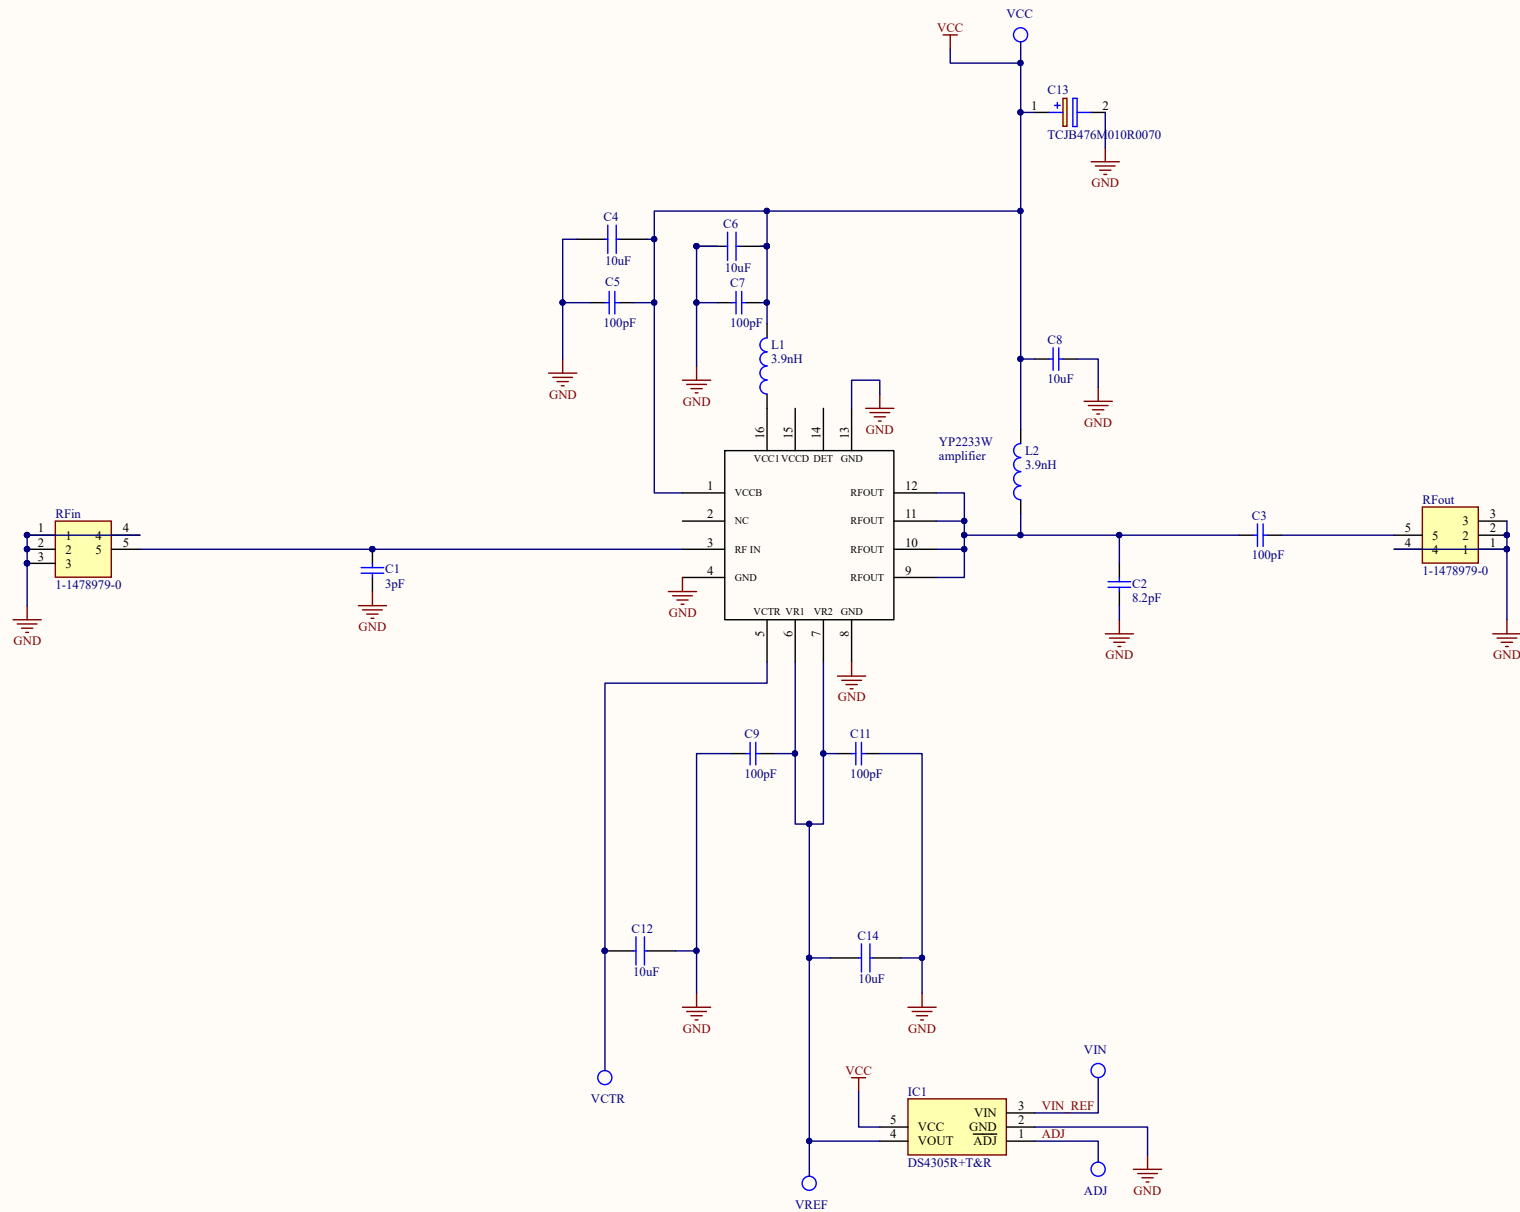 VCC
VCC
C13
1 + 2
TCJB476M010R0070
GND
C4
10uF
C5
100pF
GND
C6
10uF
C7
100pF
GND
L1
3.9nH
C8
10uF
GND
GND
16 15 14 13
VCC1 VCCD DET GND
YP2233W
amplifier
L2
3.9nH
1 VCCB RFOUT 12
2 NC RFOUT 11
3 RF IN RFOUT 10
4 GND RFOUT 9
GND
VCTR VR1 VR2 GND
5 6 7 8
GND
RFin
1 1 4 4
2 2 5 5
3 3
1-1478979-0
GND
C1
3pF
GND
C3
100pF
C2
8.2pF
GND
RFout
3 3
5 5 2 2
4 4 1 1
1-1478979-0
GND
C9
100pF
C11
100pF
C12
10uF
GND
C14
10uF
GND
VCTR
VIN
VCC
IC1
VIN 3 VIN_REF
5 VCC GND 2
4 VOUT ADJ 1 ADJ
DS4305R+T&R
VREF
ADJ
GND